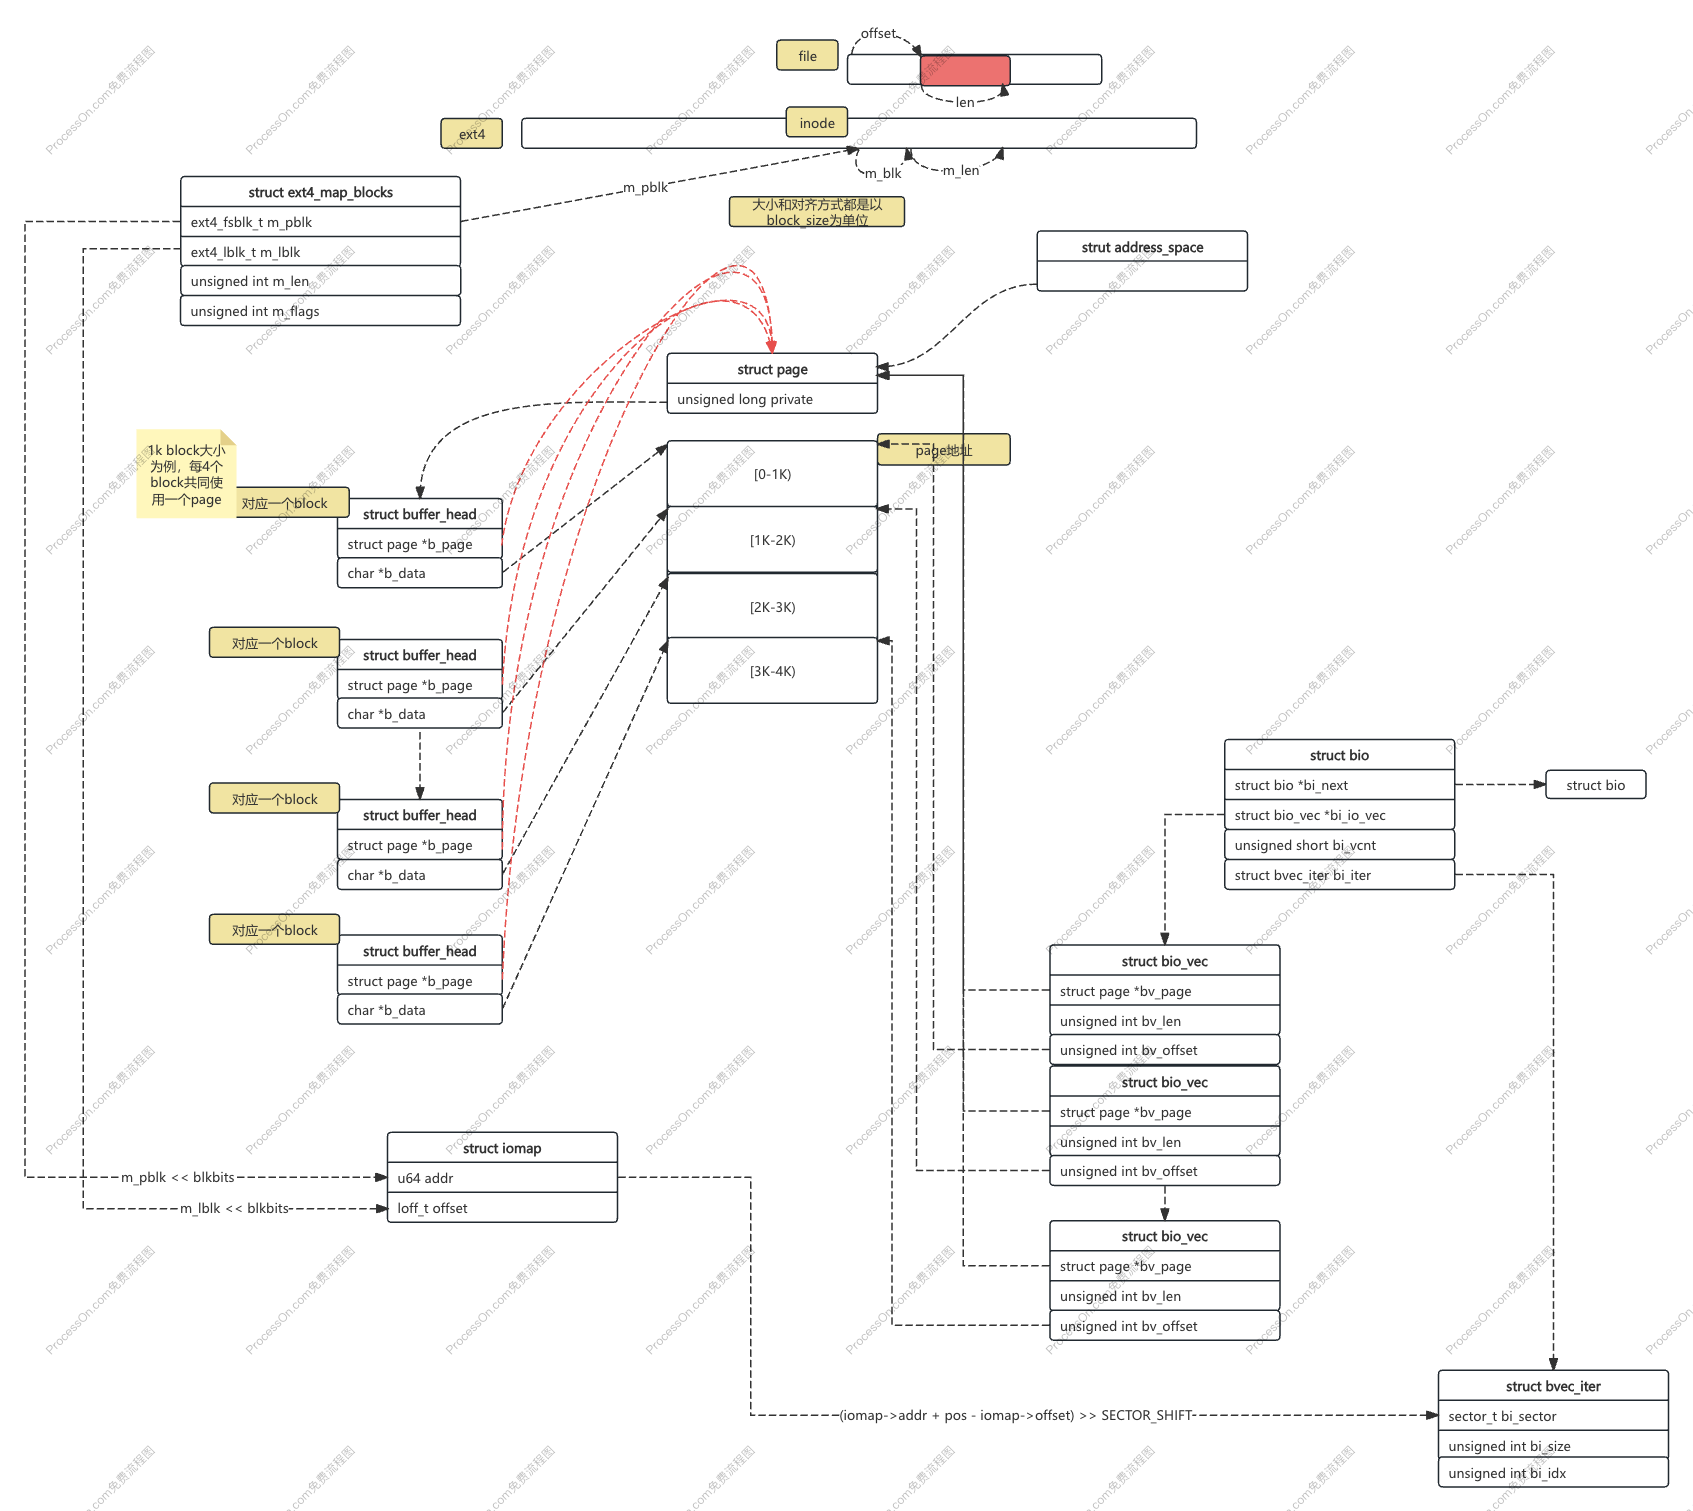 offset
file
len
ext4
inode
m_pblk
m_blk
m_len
大小和对齐方式都是以
block_size为单位
struct ext4_map_blocks
ext4_fsblk_t m_pblk
ext4_lblk_t m_lblk
unsigned int m_len
unsigned int m_flags
strut address_space
struct page
unsigned long private
page地址
[0-1K)
[1K-2K)
[2K-3K)
[3K-4K)
1k block大小
为例，每4个
block共同使
用一个page
对应一个block
struct buffer_head
struct page *b_page
char *b_data
对应一个block
struct buffer_head
struct page *b_page
char *b_data
对应一个block
struct buffer_head
struct page *b_page
char *b_data
对应一个block
struct buffer_head
struct page *b_page
char *b_data
struct bio
struct bio *bi_next
struct bio_vec *bi_io_vec
unsigned short bi_vcnt
struct bvec_iter bi_iter
struct bio
struct bio_vec
struct page *bv_page
unsigned int bv_len
unsigned int bv_offset
struct bio_vec
struct page *bv_page
unsigned int bv_len
unsigned int bv_offset
struct bio_vec
struct page *bv_page
unsigned int bv_len
unsigned int bv_offset
struct iomap
u64 addr
loff_t offset
m_pblk << blkbits
m_lblk << blkbits
(iomap->addr + pos - iomap->offset) >> SECTOR_SHIFT
struct bvec_iter
sector_t bi_sector
unsigned int bi_size
unsigned int bi_idx
ProcessOn.com免费流程图